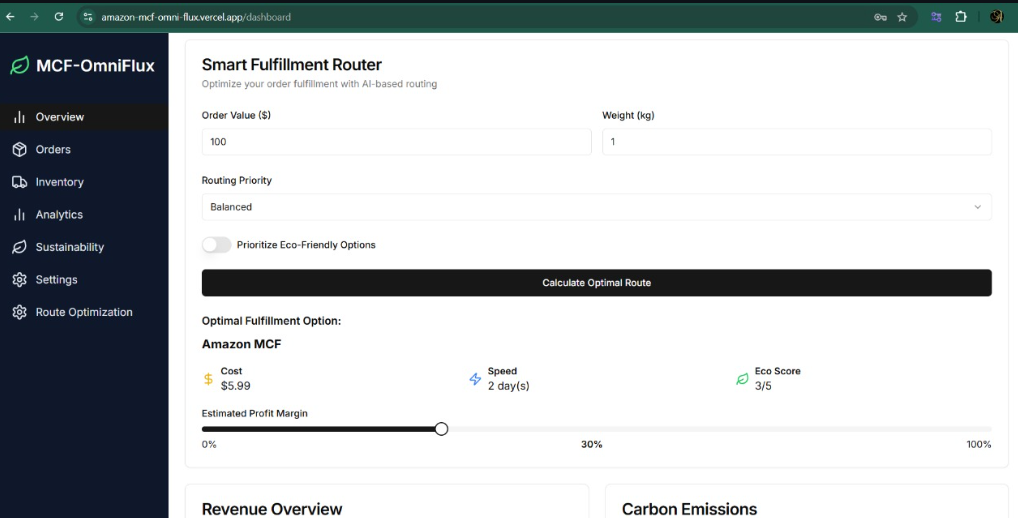 amazon-mcf-omni-flux.vercel.app/dashboard
MCF-OmniFlux
Overview
Orders
Inventory
Analytics
Sustainability
Settings
Route Optimization
Smart Fulfillment Router
Optimize your order fulfillment with AI-based routing
Order Value ($) Weight (kg)
100 1
Routing Priority
Balanced
Prioritize Eco-Friendly Options
Calculate Optimal Route
Optimal Fulfillment Option:
Amazon MCF
Cost Speed Eco Score
$5.99 2 day(s) 3/5
Estimated Profit Margin
0% 30% 100%
Revenue Overview Carbon Emissions